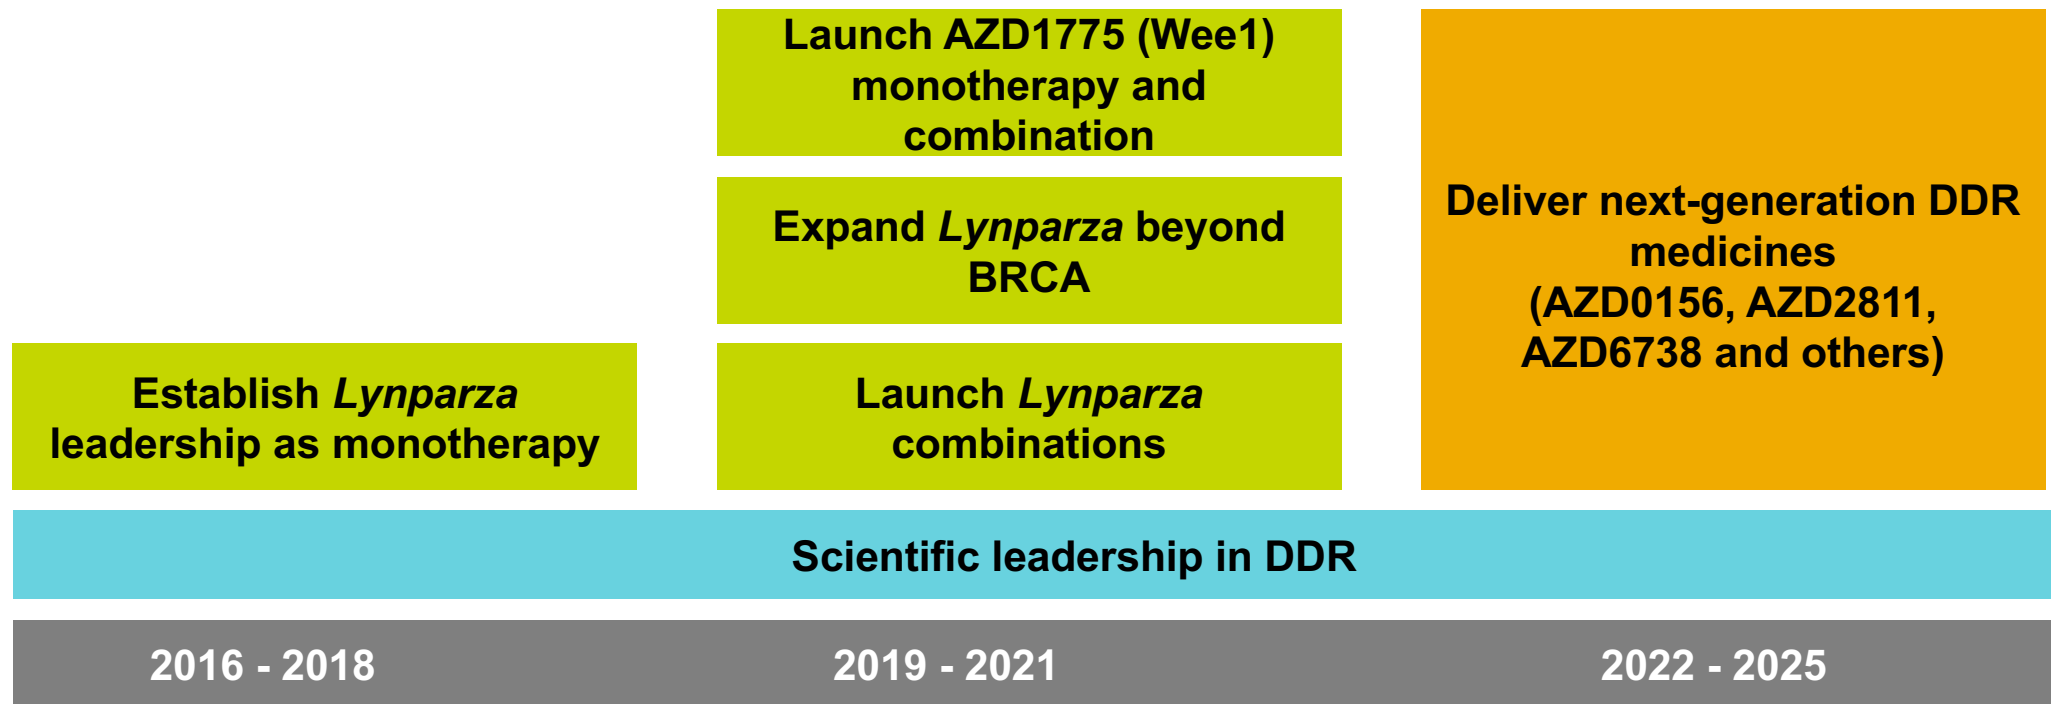 Launch AZD1775 (Wee1)
monotherapy and
combination
Expand Lynparza beyond
BRCA
Establish Lynparza
leadership as monotherapy
Launch Lynparza
combinations
Deliver next-generation DDR
medicines
(AZD0156, AZD2811,
AZD6738 and others)
Scientific leadership in DDR
2016 - 2018
2019 - 2021
2022 - 2025